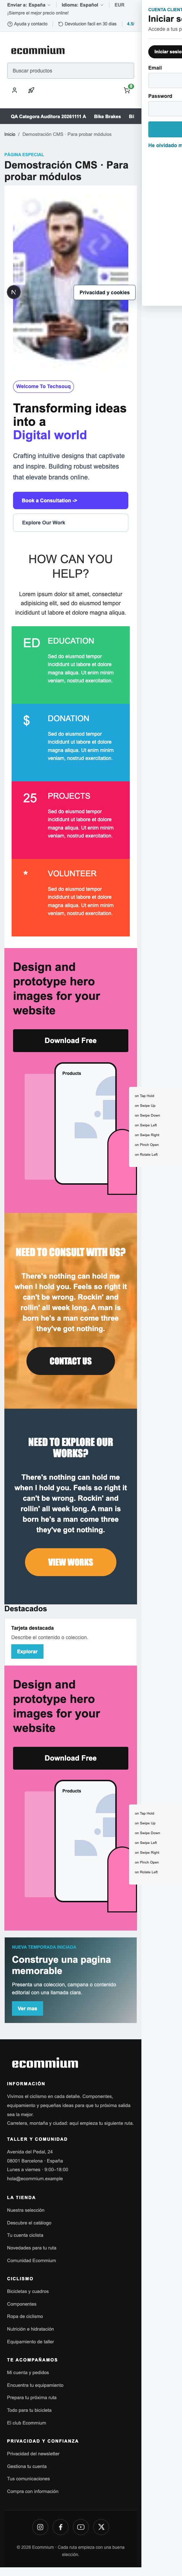 Enviar a: España
Idioma: Español
EUR
¡Siempre el mejor precio online!
Ayuda y contacto
Devolución fácil en 30 días
ecommium
Buscar productos
0
QA Categora Auditora 20261111 A
Bike Brakes
Inicio / Demostración CMS · Para probar módulos
PÁGINA ESPECIAL
Demostración CMS · Para
probar módulos
Privacidad y cookies
Welcome To Techsouq
Transforming ideas
into a
Digital world
Crafting intuitive designs that captivate
and inspire. Building robust websites
that elevate brands online.
Book a Consultation ->
Explore Our Work
HOW CAN YOU
HELP?
Lorem ipsum dolor sit amet, consectetur
adipisicing elit, sed do eiusmod tempor
incididunt ut labore et dolore magna aliqua.
ED
EDUCATION
Sed do eiusmod tempor
incididunt ut labore et dolore
magna aliqua. Ut enim minim
veniam, nostrud exercitation.
$
DONATION
Sed do eiusmod tempor
incididunt ut labore et dolore
magna aliqua. Ut enim minim
veniam, nostrud exercitation.
25
PROJECTS
Sed do eiusmod tempor
incididunt ut labore et dolore
magna aliqua. Ut enim minim
veniam, nostrud exercitation.
*
VOLUNTEER
Sed do eiusmod tempor
incididunt ut labore et dolore
magna aliqua. Ut enim minim
veniam, nostrud exercitation.
Design and
prototype hero
images for your
website
Download Free
Products
on Tap Hold
on Swipe Up
on Swipe Down
on Swipe Left
on Swipe Right
on Pinch Open
on Rotate Left
NEED TO CONSULT WITH US?
There's nothing can hold me
when I hold you. Feels so right it
can't be wrong. Rockin' and
rollin' all week long. A man is
born he's a man come three
they've got nothing.
CONTACT US
NEED TO EXPLORE OUR
WORKS?
There's nothing can hold me
when I hold you. Feels so right it
can't be wrong. Rockin' and
rollin' all week long. A man is
born he's a man come three
they've got nothing.
VIEW WORKS
Destacados
Tarjeta destacada
Describe el contenido o coleccion.
Explorar
Design and
prototype hero
images for your
website
Download Free
Products
on Tap Hold
on Swipe Up
on Swipe Down
on Swipe Left
on Swipe Right
on Pinch Open
on Rotate Left
NUEVA TEMPORADA INICIADA
Construye una pagina
memorable
Presenta una coleccion, campana o contenido
editorial con una llamada clara.
Ver mas
ecommium
INFORMACIÓN
Vivimos el ciclismo en cada detalle. Componentes,
equipamiento y pequeñas ideas para que tu próxima salida
sea la mejor.
Carretera, montaña y ciudad: aquí empieza tu siguiente ruta.
TALLER Y COMUNIDAD
Avenida del Pedal, 24
08001 Barcelona · España
Lunes a viernes · 9:00–18:00
hola@ecommium.example
LA TIENDA
Nuestra selección
Descubre el catálogo
Tu cuenta ciclista
Novedades para tu ruta
Comunidad Ecommium
CICLISMO
Bicicletas y cuadros
Componentes
Ropa de ciclismo
Nutrición e hidratación
Equipamiento de taller
TE ACOMPAÑAMOS
Mi cuenta y pedidos
Encuentra tu equipamiento
Prepara tu próxima ruta
Todo para tu bicicleta
El club Ecommium
PRIVACIDAD Y CONFIANZA
Privacidad del newsletter
Gestiona tu cuenta
Tus comunicaciones
Compra con información
© 2026 Ecommium · Cada ruta empieza con una buena
elección.
CUENTA CLIENT
Iniciar s
Accede a tu p
Iniciar sesio
Email
Password
He olvidado m